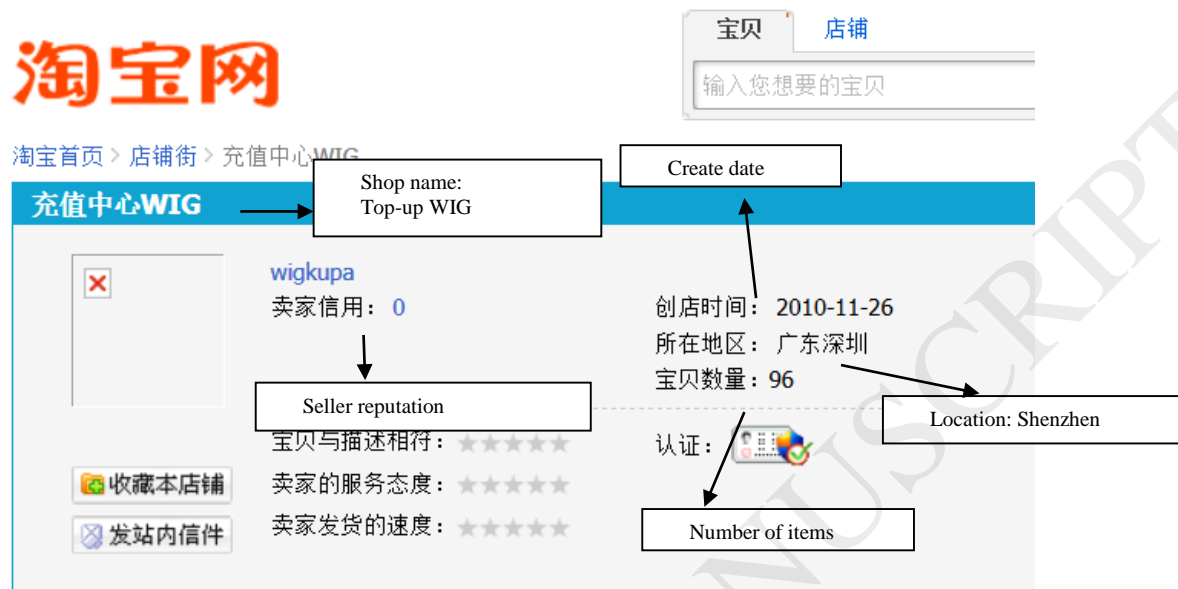 宝贝 店铺
淘宝网
输入您想要的宝贝
淘宝首页 > 店铺街 > 充值中心WIG
Shop name:
Top-up WIG
Create date
充值中心WIG
wigkupa
卖家信用： 0
创店时间： 2010-11-26
所在地区： 广东深圳
宝贝数量：96
Seller reputation
Location: Shenzhen
宝贝与描述相符：
认证：
收藏本店铺
卖家的服务态度：
发站内信件
卖家发货的速度：
Number of items
NUSCRIPT